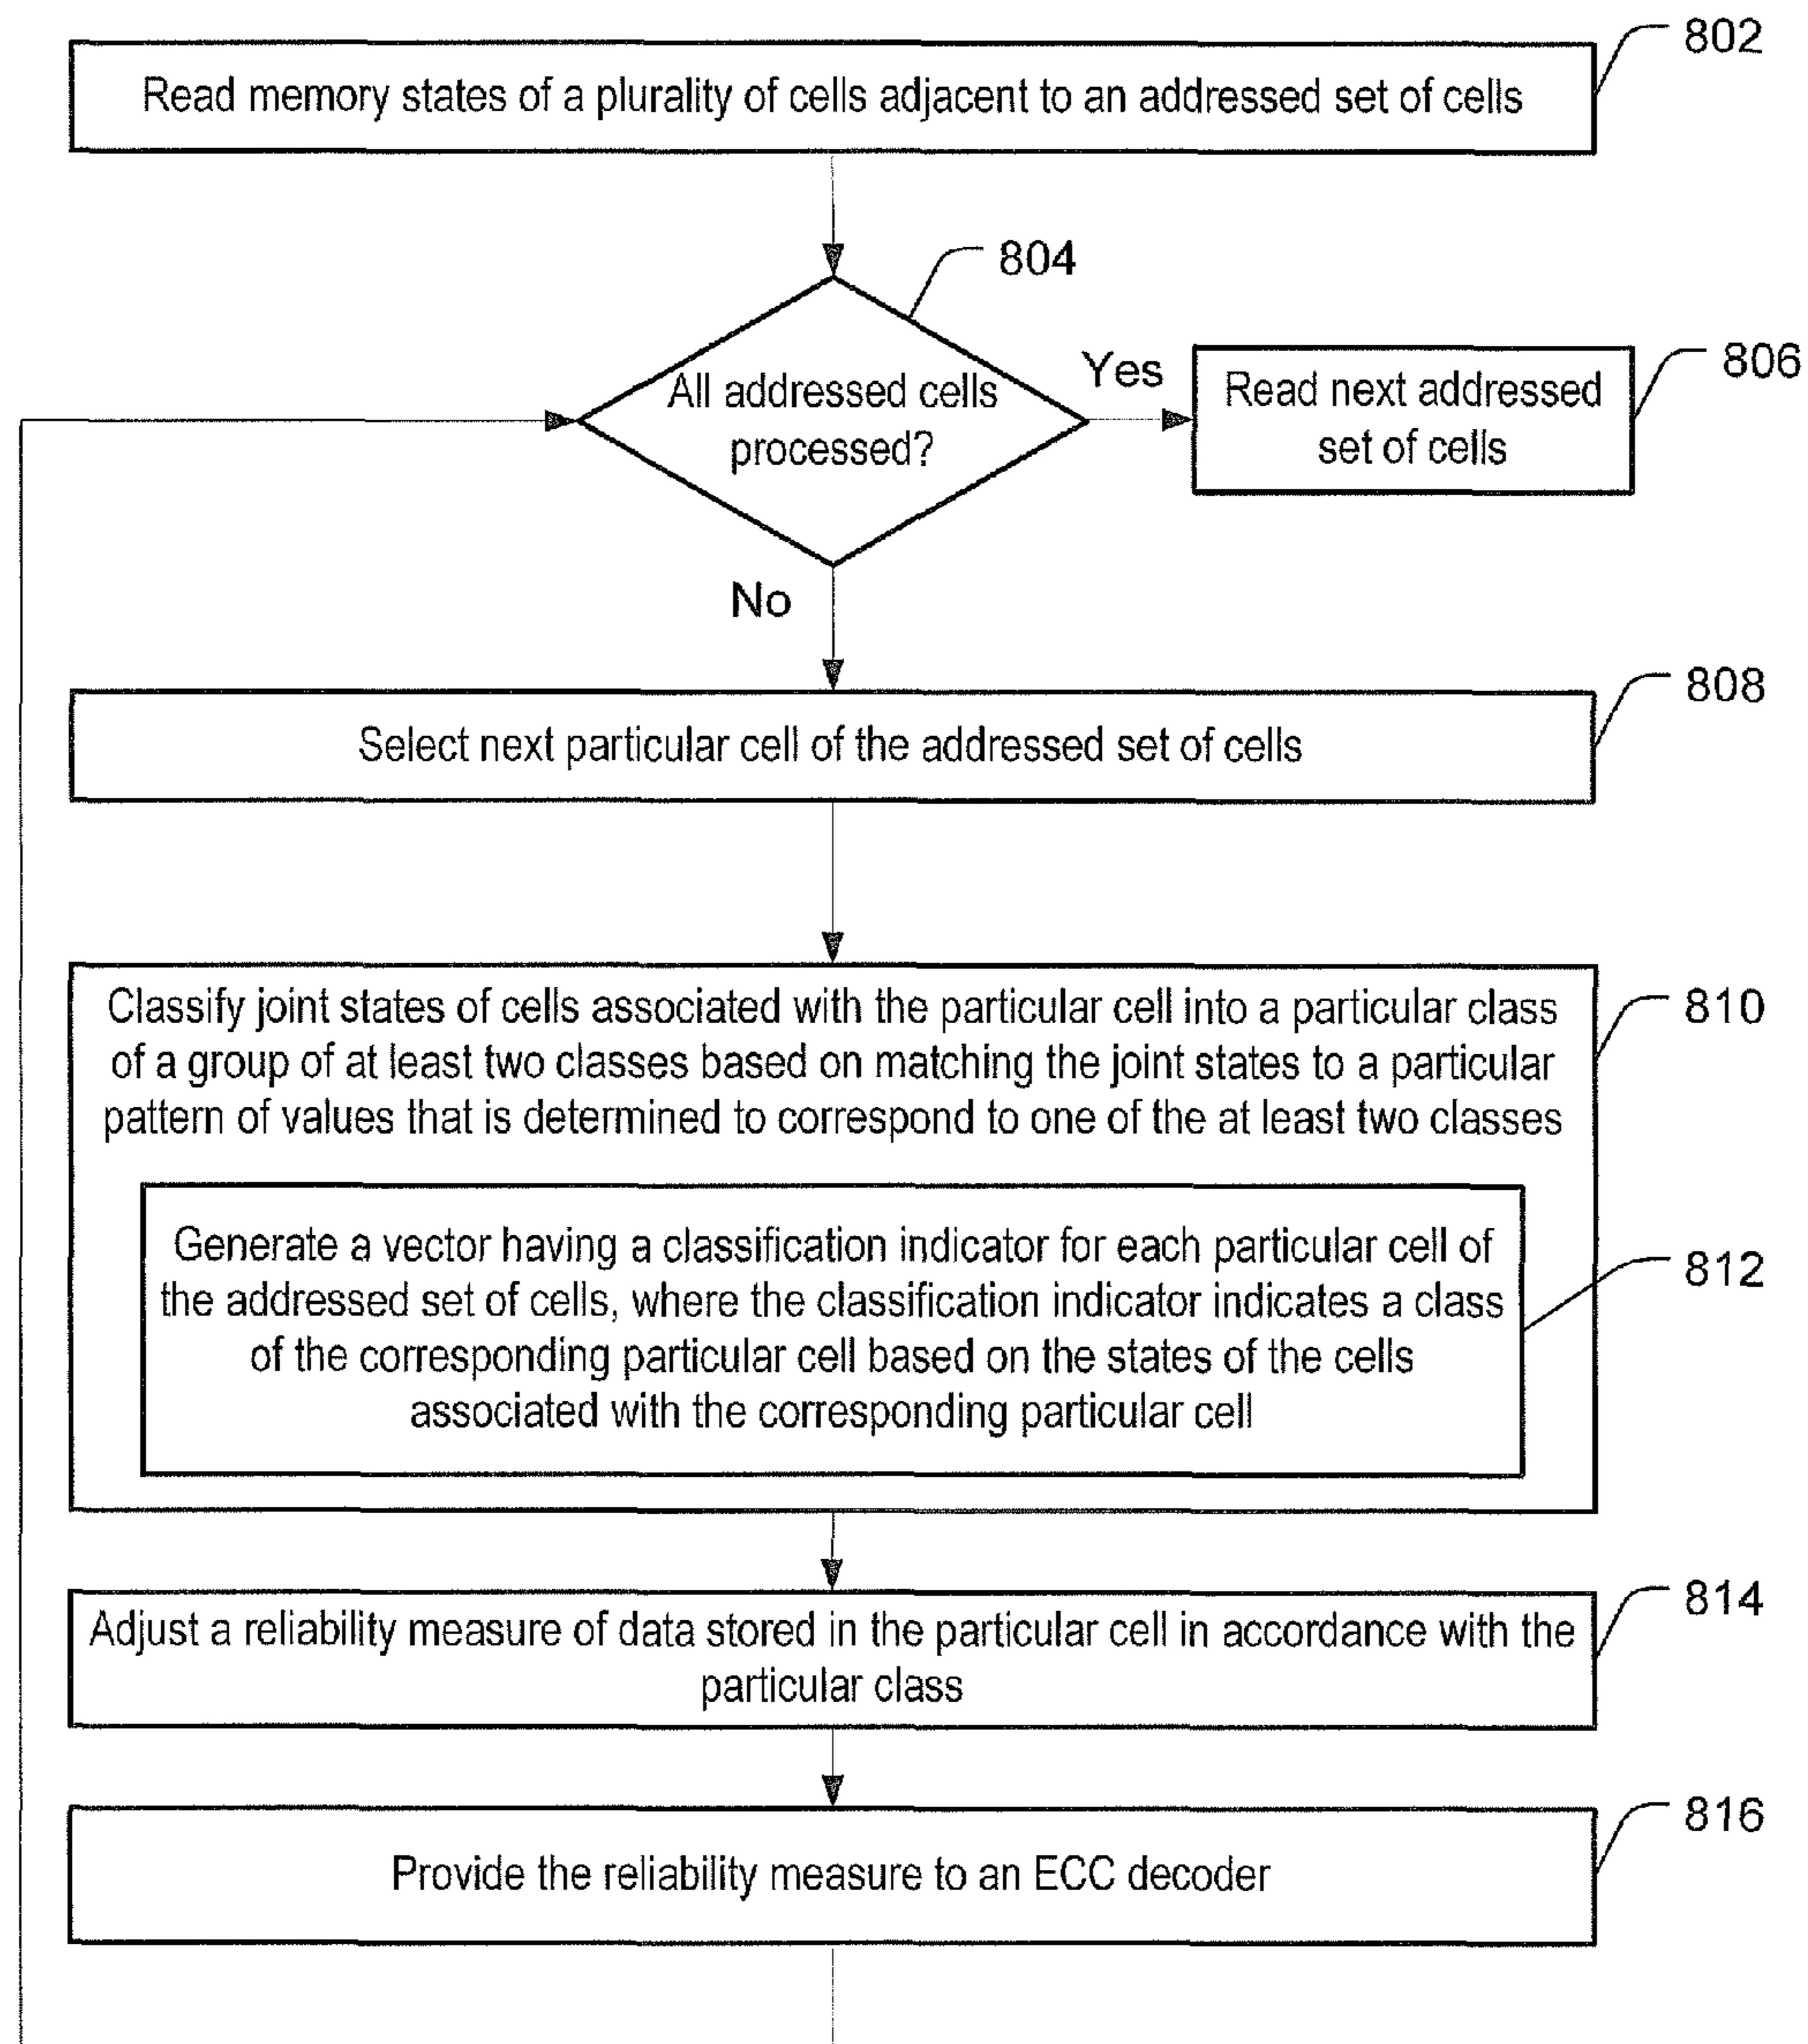 802
Read memory states of a plurality of cells adjacent to an addressed set of cells
804
All addressed cells
processed?
Yes
806
Read next addressed
set of cells
No
808
Select next particular cell of the addressed set of cells
810
Classify joint states of cells associated with the particular cell into a particular class
of a group of at least two classes based on matching the joint states to a particular
pattern of values that is determined to correspond to one of the at least two classes
812
Generate a vector having a classification indicator for each particular cell of
the addressed set of cells, where the classification indicator indicates a class
of the corresponding particular cell based on the states of the cells
associated with the corresponding particular cell
814
Adjust a reliability measure of data stored in the particular cell in accordance with the
particular class
816
Provide the reliability measure to an ECC decoder